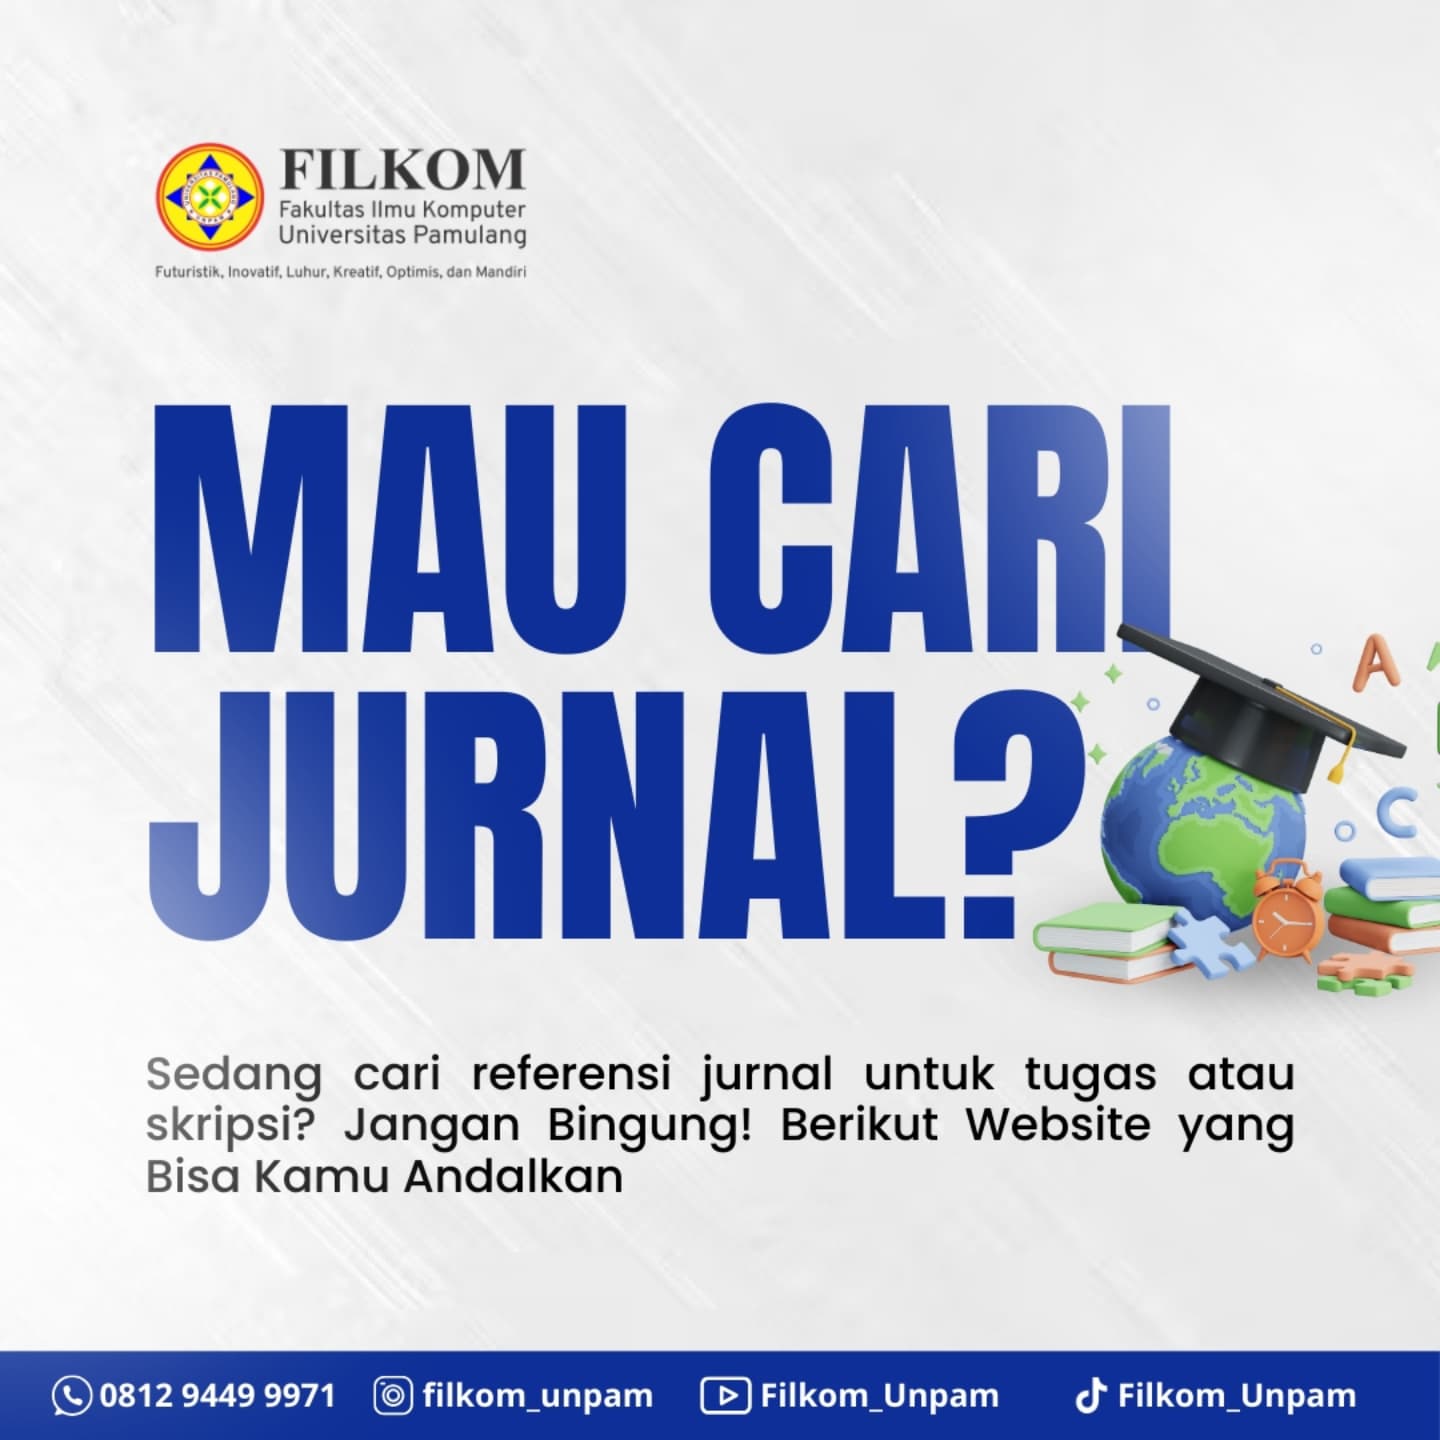 FILKOM
Fakultas Ilmu Komputer
Universitas Pamulang
Futuristik, Inovatif, Luhur, Kreatif, Optimis, dan Mandiri
MAU CARI
JURNAL?
A
C
Sedang cari referensi jurnal untuk tugas atau
skripsi? Jangan Bingung! Berikut Website yang
Bisa Kamu Andalkan
0812 9449 9971 filkom_unpam Filkom_Unpam Filkom_Unpam